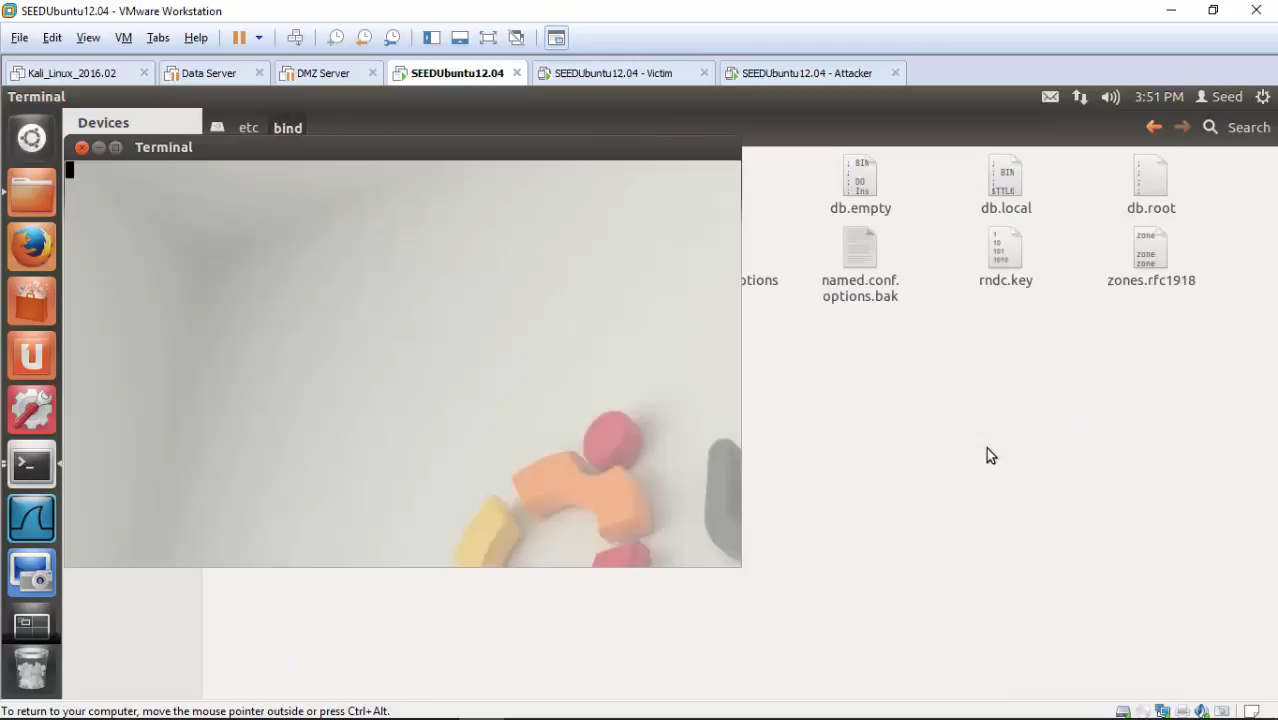 SEEDUbuntu12.04 - VMware Workstation
File Edit View VM Tabs Help
Kali_Linux_2016.02 Data Server DMZ Server SEEDUbuntu12.04 SEEDUbuntu12.04 - Victim SEEDUbuntu12.04 - Attacker
Terminal 3:51 PM Seed
Devices etc bind Search
Terminal
db.empty db.local db.root
ptions named.conf. rndc.key zones.rfc1918
options.bak
To return to your computer, move the mouse pointer outside or press Ctrl+Alt.